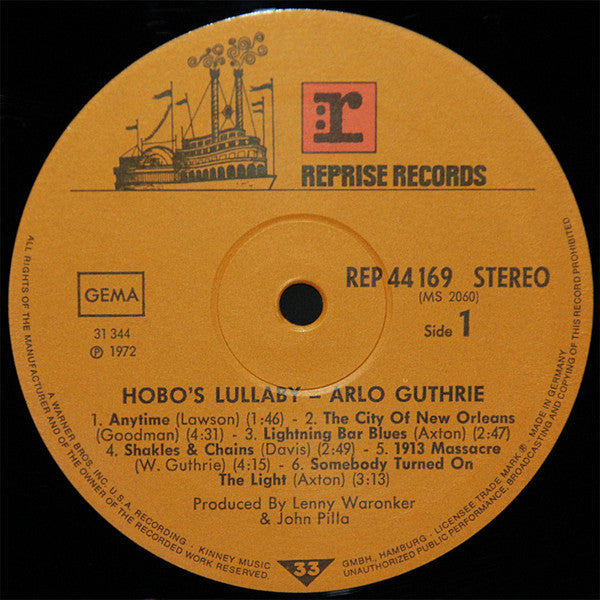 r
REPRISE RECORDS
GEMA
31 344
℗ 1972
REP 44 169 STEREO
(MS 2060)
Side 1
HOBO'S LULLABY – ARLO GUTHRIE
1. Anytime (Lawson) (1:46) - 2. The City Of New Orleans
(Goodman) (4:31) - 3. Lightning Bar Blues (Axton) (2:47)
4. Shakles & Chains (Davis) (2:49) - 5. 1913 Massacre
(W. Guthrie) (4:15) - 6. Somebody Turned On
The Light (Axton) (3:13)
Produced By Lenny Waronker
& John Pilla
33
ALL RIGHTS OF THE MANUFACTURER AND OF THE OWNER OF THE RECORDED WORK RESERVED.
A WARNER BROS. INC. U.S.A. RECORDING - KINNEY MUSIC
GMBH., HAMBURG - LICENSEE TRADE MARK ® MADE IN GERMANY
UNAUTHORIZED PUBLIC PERFORMANCE, BROADCASTING AND COPYING OF THIS RECORD PROHIBITED